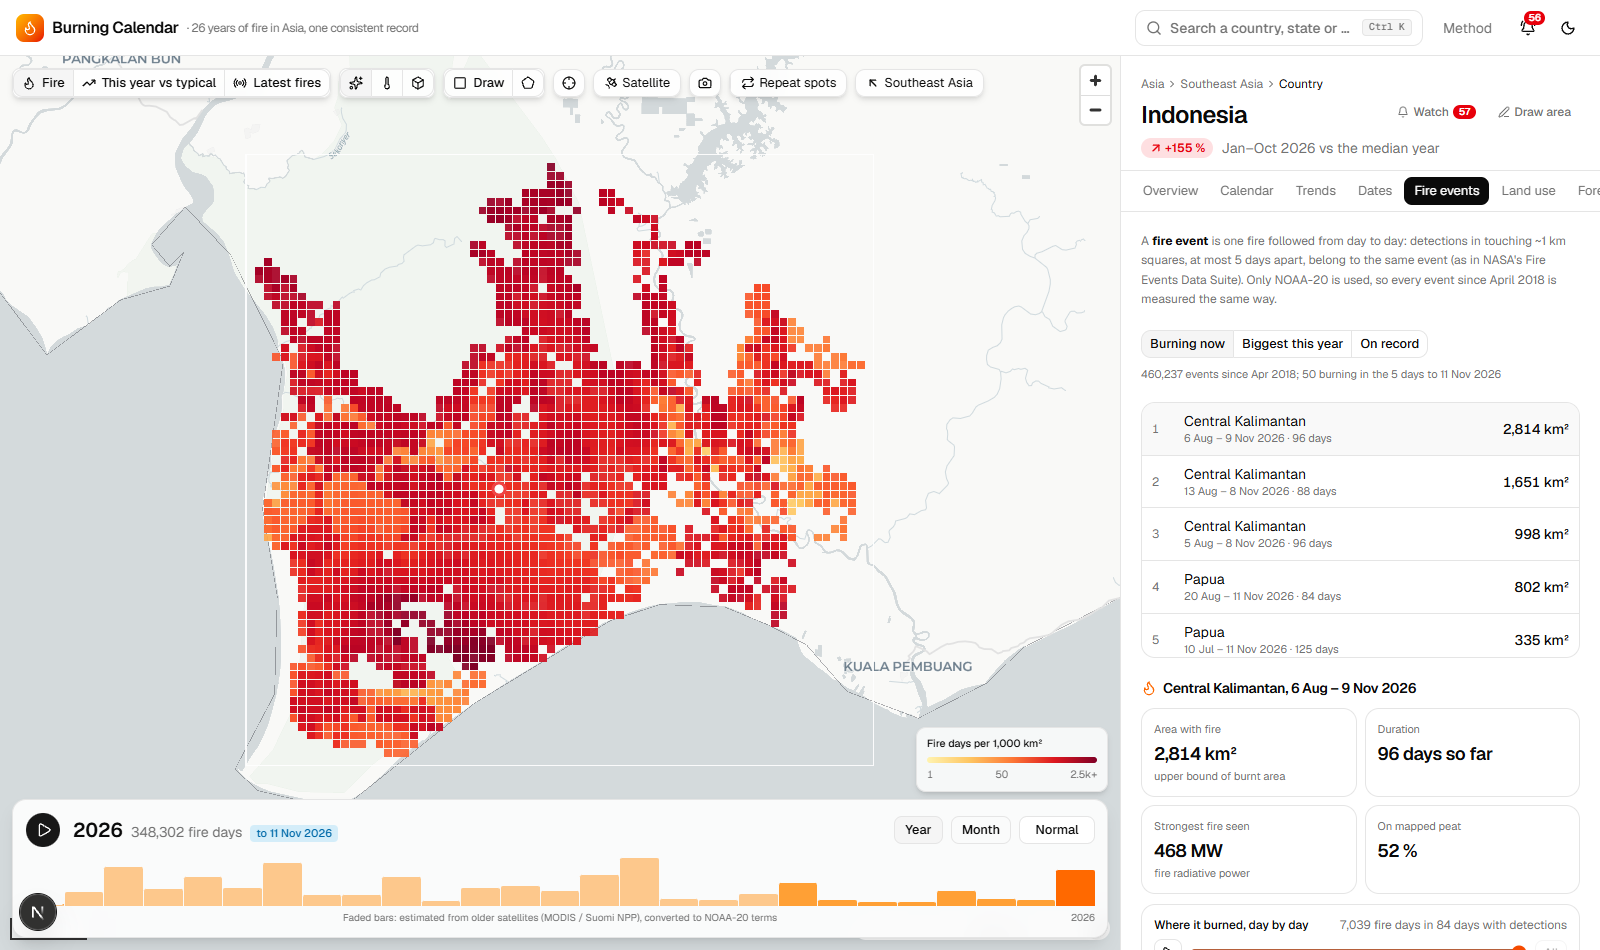 Burning Calendar · 26 years of fire in Asia, one consistent record
Search a country, state or ... Ctrl K
Method
56
PANGKALAN BUN
Fire
This year vs typical
Latest fires
Draw
Satellite
Repeat spots
Southeast Asia
+
−
KUALA PEMBUANG
Fire days per 1,000 km²
1 50 2.5k+
2026 348,302 fire days to 11 Nov 2026
Year
Month
Normal
Faded bars: estimated from older satellites (MODIS / Suomi NPP), converted to NOAA-20 terms
2026
N
Asia > Southeast Asia > Country
Indonesia
Watch 57
Draw area
+155 % Jan–Oct 2026 vs the median year
Overview Calendar Trends Dates Fire events Land use Fore
A fire event is one fire followed from day to day: detections in touching ~1 km
squares, at most 5 days apart, belong to the same event (as in NASA's Fire
Events Data Suite). Only NOAA-20 is used, so every event since April 2018 is
measured the same way.
Burning now Biggest this year On record
460,237 events since Apr 2018; 50 burning in the 5 days to 11 Nov 2026
1 Central Kalimantan 2,814 km²
6 Aug – 9 Nov 2026 · 96 days
2 Central Kalimantan 1,651 km²
13 Aug – 8 Nov 2026 · 88 days
3 Central Kalimantan 998 km²
5 Aug – 8 Nov 2026 · 96 days
4 Papua 802 km²
20 Aug – 11 Nov 2026 · 84 days
5 Papua 335 km²
10 Jul – 11 Nov 2026 · 125 days
Central Kalimantan, 6 Aug – 9 Nov 2026
Area with fire
2,814 km²
upper bound of burnt area
Duration
96 days so far
Strongest fire seen
468 MW
fire radiative power
On mapped peat
52 %
Where it burned, day by day 7,039 fire days in 84 days with detections